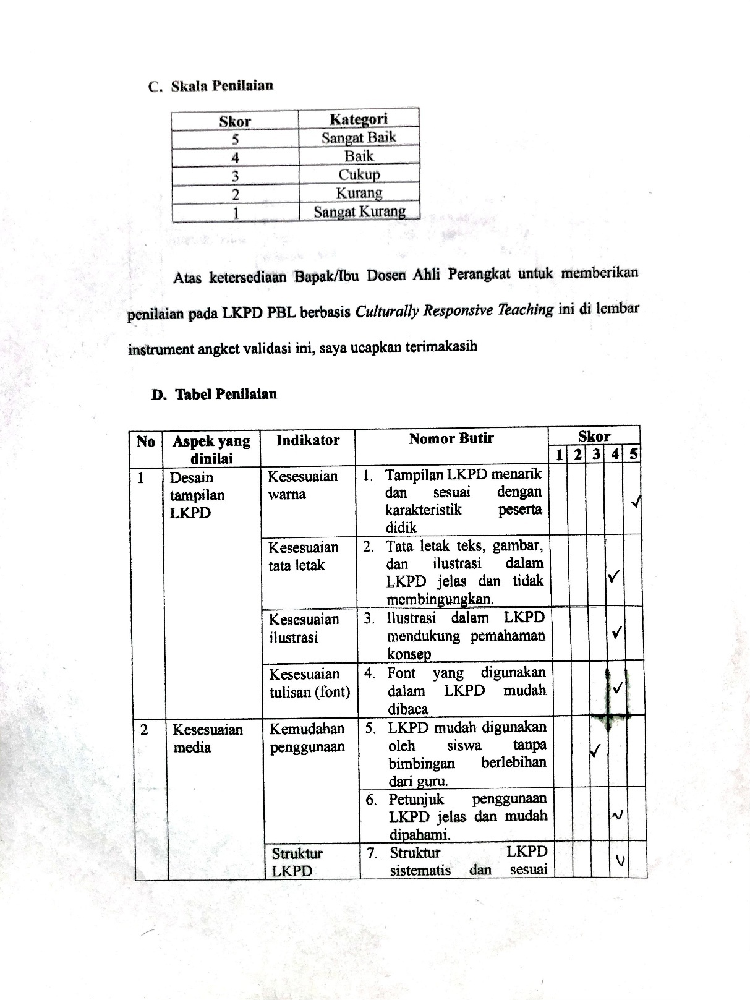 C. Skala Penilaian
Skor Kategori
5 Sangat Baik
4 Baik
3 Cukup
2 Kurang
1 Sangat Kurang
Atas ketersediaan Bapak/Ibu Dosen Ahli Perangkat untuk memberikan
penilaian pada LKPD PBL berbasis Culturally Responsive Teaching ini di lembar
instrument angket validasi ini, saya ucapkan terimakasih
D. Tabel Penilaian
No Aspek yang dinilai Indikator Nomor Butir Skor
1 2 3 4 5
1 Desain Kesesuaian 1. Tampilan LKPD menarik
tampilan warna dan sesuai dengan
LKPD karakteristik peserta ✓
didik
Kesesuaian 2. Tata letak teks, gambar,
tata letak dan ilustrasi dalam
LKPD jelas dan tidak ✓
membingungkan.
Kesesuaian 3. Ilustrasi dalam LKPD
ilustrasi mendukung pemahaman ✓
konsep
Kesesuaian 4. Font yang digunakan
tulisan (font) dalam LKPD mudah ✓
dibaca
2 Kesesuaian Kemudahan 5. LKPD mudah digunakan
media penggunaan oleh siswa tanpa ✓
bimbingan berlebihan
dari guru.
6. Petunjuk penggunaan
LKPD jelas dan mudah ✓
dipahami.
Struktur 7. Struktur LKPD ✓
LKPD sistematis dan sesuai